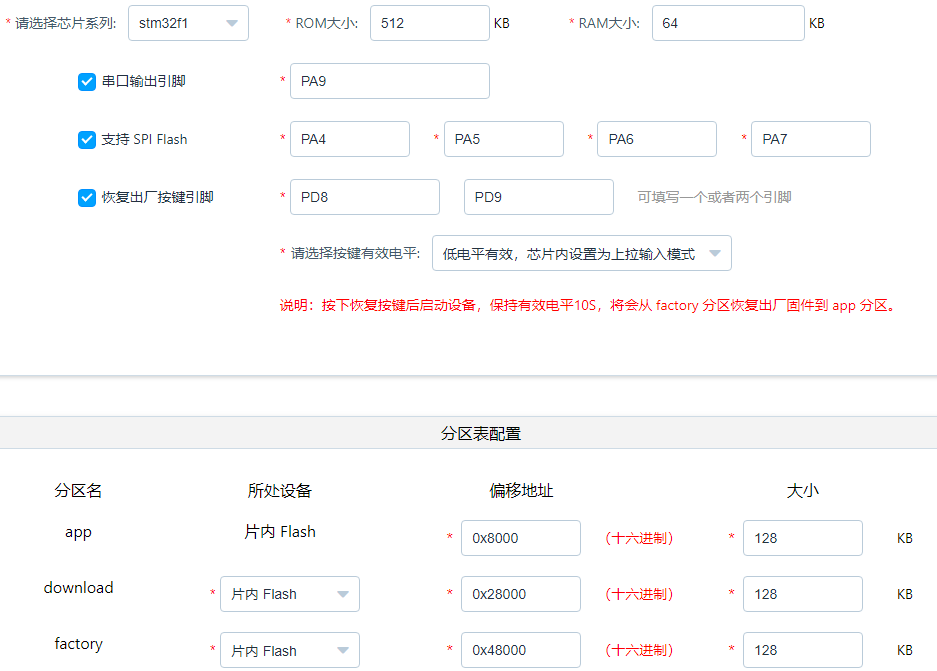 * 请选择芯片系列: stm32f1 * ROM大小: 512 KB * RAM大小: 64 KB
串口输出引脚 * PA9
支持 SPI Flash * PA4 * PA5 * PA6 * PA7
恢复出厂按键引脚 * PD8 PD9 可填写一个或者两个引脚
* 请选择按键有效电平: 低电平有效，芯片内设置为上拉输入模式
说明：按下恢复按键后启动设备，保持有效电平10S，将会从 factory 分区恢复出厂固件到 app 分区。
分区表配置
分区名 所处设备 偏移地址 大小
app 片内 Flash * 0x8000 (十六进制) * 128 KB
download * 片内 Flash * 0x28000 (十六进制) * 128 KB
factory * 片内 Flash * 0x48000 (十六进制) * 128 KB